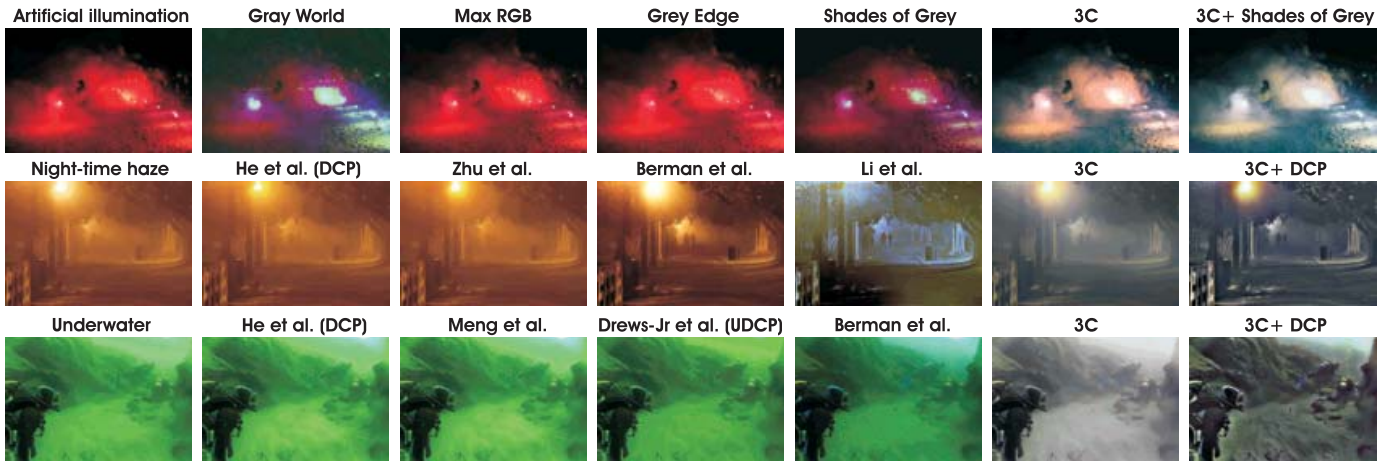 Artificial illumination Gray World Max RGB Grey Edge Shades of Grey 3C 3C+ Shades of Grey
Night-time haze He et al. (DCP) Zhu et al. Berman et al. Li et al. 3C 3C+ DCP
Underwater He et al. (DCP) Meng et al. Drews-Jr et al. (UDCP) Berman et al. 3C 3C+ DCP